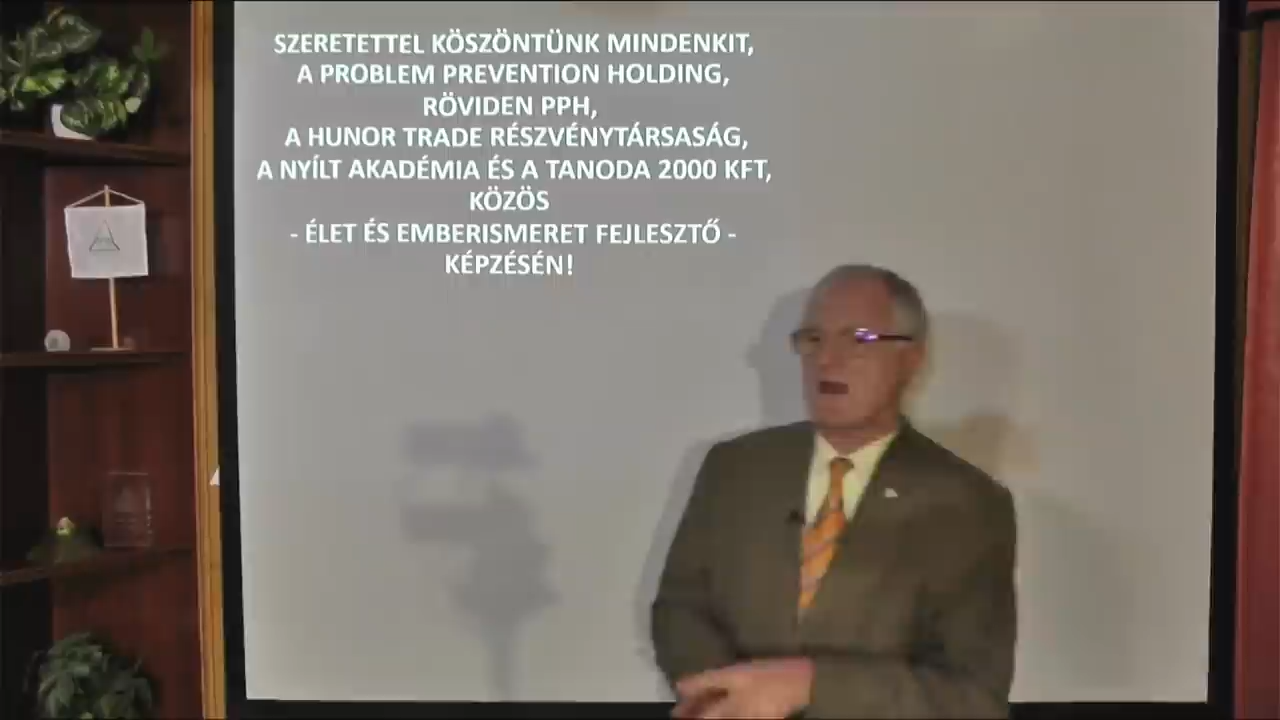 SZERETETTEL KÖSZÖNTÜNK MINDENKIT,
A PROBLEM PREVENTION HOLDING,
RÖVIDEN PPH,
A HUNOR TRADE RÉSZVÉNYTÁRSASÁG,
A NYÍLT AKADÉMIA ÉS A TANODA 2000 KFT,
KÖZÖS
- ÉLET ÉS EMBERISMERET FEJLESZTŐ -
KÉPZÉSÉN!